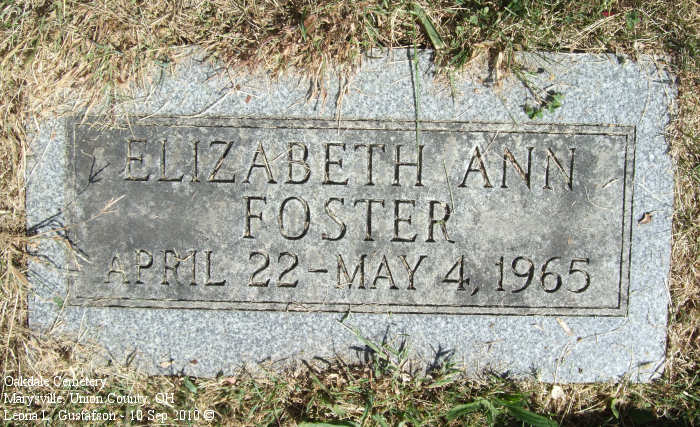 ELIZABETH ANN
FOSTER
APRIL 22-MAY 4, 1965
Oakdale Cemetery
Marysville, Union County, OH
Leona L. Gustafson - 10 Sep 2010 ©